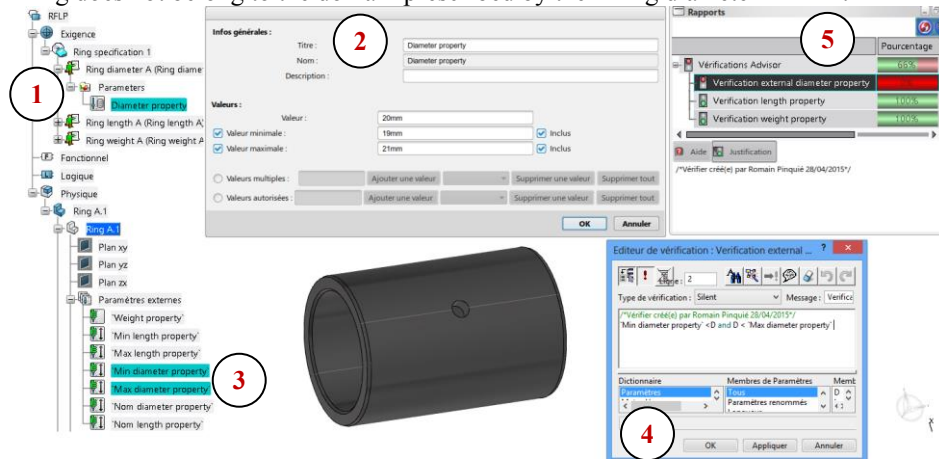 RFLP
Exigence
Ring specification 1
Ring diameter A (Ring diame
Parameters
Diameter property
Ring length A (Ring length A)
Ring weight A (Ring weight A
Fonctionnel
Logique
Physique
Ring A.1
Ring A.1
Plan xy
Plan yz
Plan zx
Paramètres externes
`Weight property`
`Min length property`
`Max length property`
`Min diameter property`
`Max diameter property`
`Nom diameter property`
`Nom length property`
1
2
Infos générales :
Titre : Diameter property
Nom : Diameter property
Description :
Valeurs :
Valeur : 20mm
Valeur minimale : 19mm Inclus
Valeur maximale : 21mm Inclus
Valeurs multiples : Ajouter une valeur Supprimer une valeur Supprimer tout
Valeurs autorisées : Ajouter une valeur Supprimer une valeur Supprimer tout
OK Annuler
3
Rapports
5
Pourcentage
Vérifications Advisor 66%
Verification external diameter property
Verification length property 100%
Verification weight property 100%
Aide Justification
/*Vérifier créé(e) par Romain Pinquié 28/04/2015*/
Editeur de vérification : Verification external ... ?
Ligne : 2
Type de vérification : Silent Message : Verifica
/*Vérifier créé(e) par Romain Pinquié 28/04/2015*/
`Min diameter property` <D and D < `Max diameter property`
Dictionnaire Membres de Paramètres Memb
Paramètres Tous D
Paramètres renommés
4
OK Appliquer Annuler